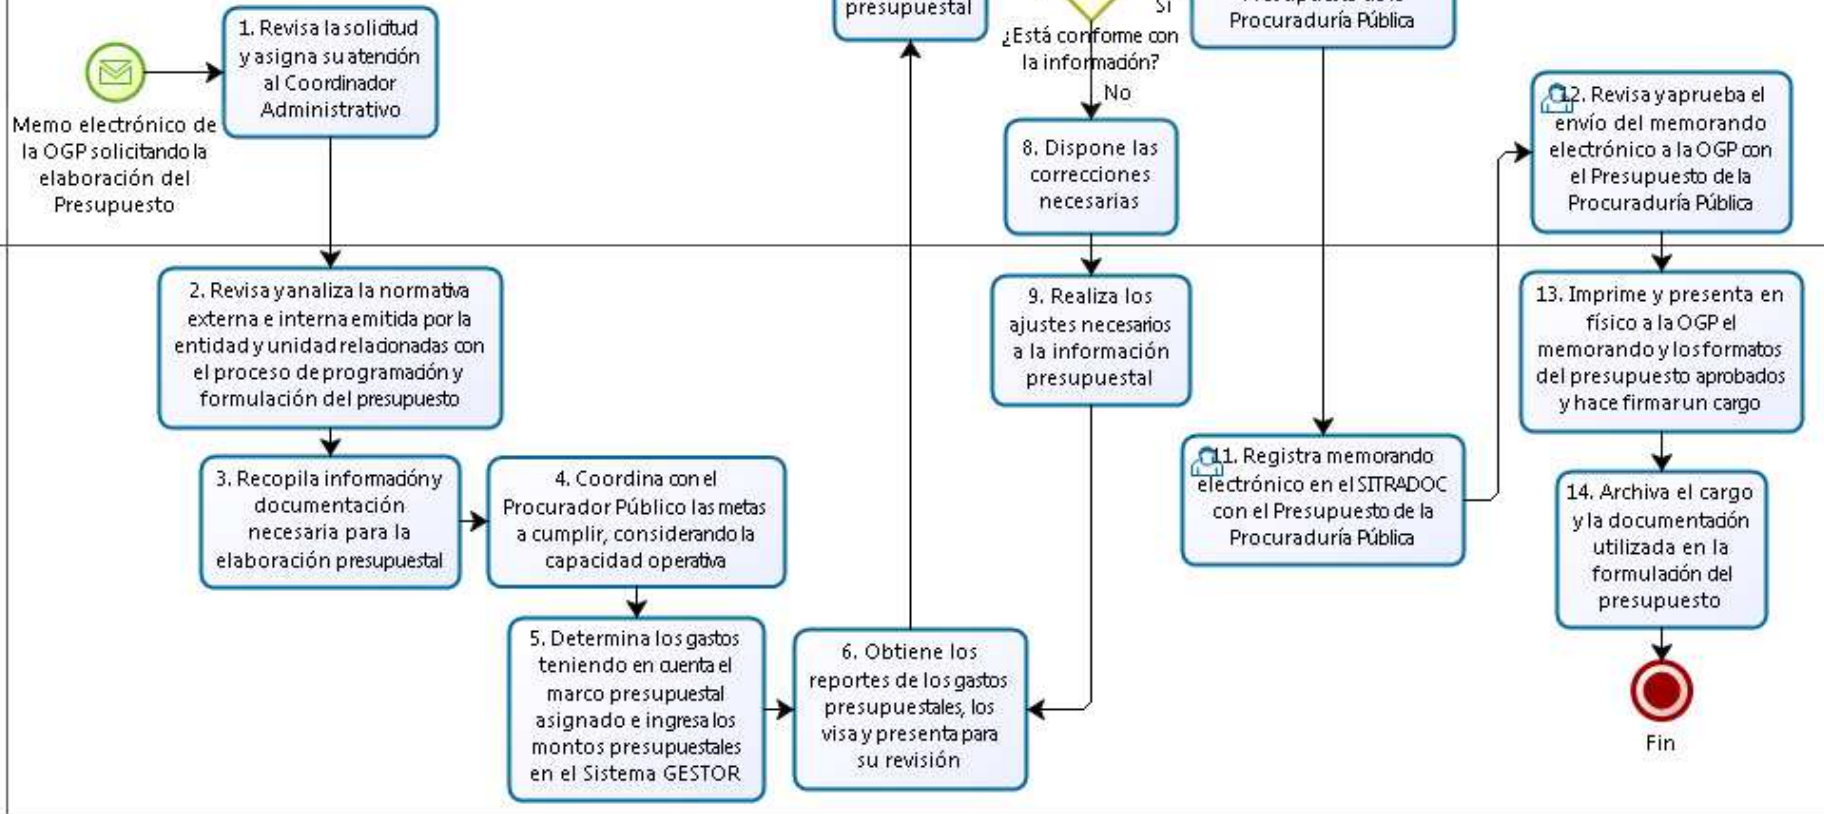 1. Revisa la solicitud
y asigna su atención
al Coordinador
Administrativo
Memo electrónico de
la OGP solicitando la
elaboración del
Presupuesto
2. Revisa y analiza la normativa
externa e interna emitida por la
entidad y unidad relacionadas con
el proceso de programación y
formulación del presupuesto
3. Recopila información y
documentación
necesaria para la
elaboración presupuestal
4. Coordina con el
Procurador Público las metas
a cumplir, considerando la
capacidad operativa
5. Determina los gastos
teniendo en cuenta el
marco presupuestal
asignado e ingresa los
montos presupuestales
en el Sistema GESTOR
6. Obtiene los
reportes de los gastos
presupuestales, los
visa y presenta para
su revisión
presupuestal
¿Está conforme con
la información?
Si
No
8. Dispone las
correcciones
necesarias
9. Realiza los
ajustes necesarios
a la información
presupuestal
Presupuesto de la
Procuraduría Pública
11. Registra memorando
electrónico en el SITRADOC
con el Presupuesto de la
Procuraduría Pública
12. Revisa y aprueba el
envío del memorando
electrónico a la OGP con
el Presupuesto de la
Procuraduría Pública
13. Imprime y presenta en
físico a la OGP el
memorando y los formatos
del presupuesto aprobados
y hace firmar un cargo
14. Archiva el cargo
y la documentación
utilizada en la
formulación del
presupuesto
Fin